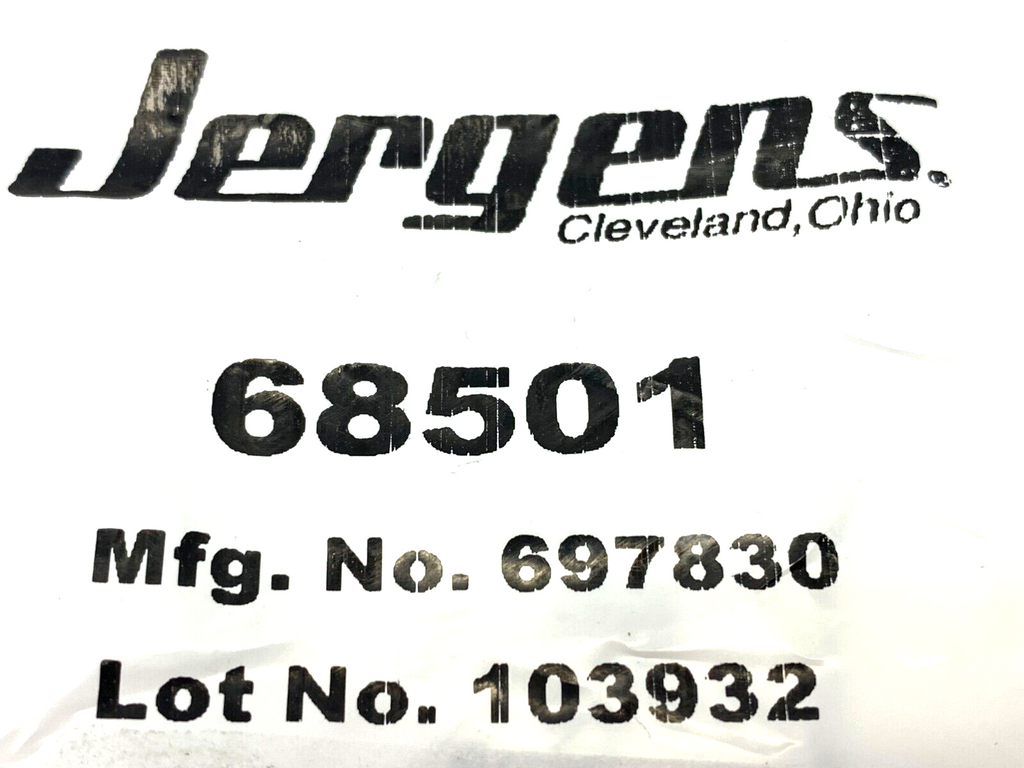 Jergens.
Cleveland, Ohio
68501
Mfg. No. 697830
Lot No. 103932